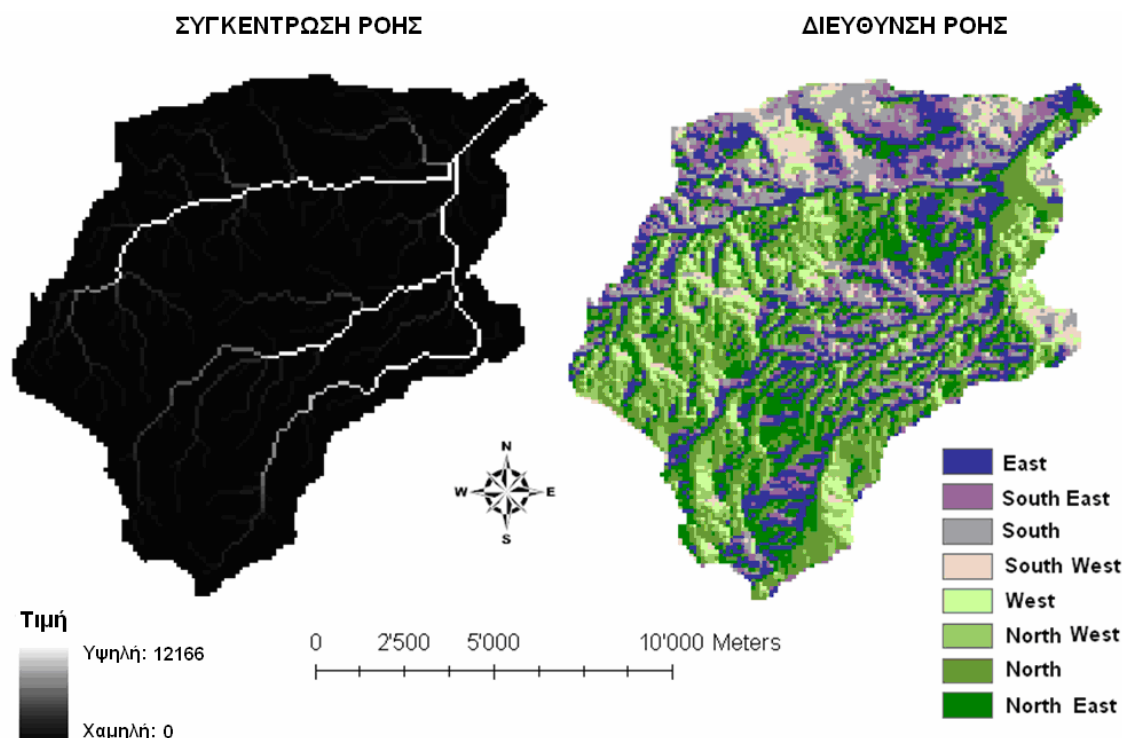 ΣΥΓΚΕΝΤΡΩΣΗ ΡΟΗΣ
ΔΙΕΥΘΥΝΣΗ ΡΟΗΣ
N
W E
S
East
South East
South
South West
West
North West
North
North East
Τιμή
Υψηλή: 12166
Χαμηλή: 0
0 2'500 5'000 10'000 Meters